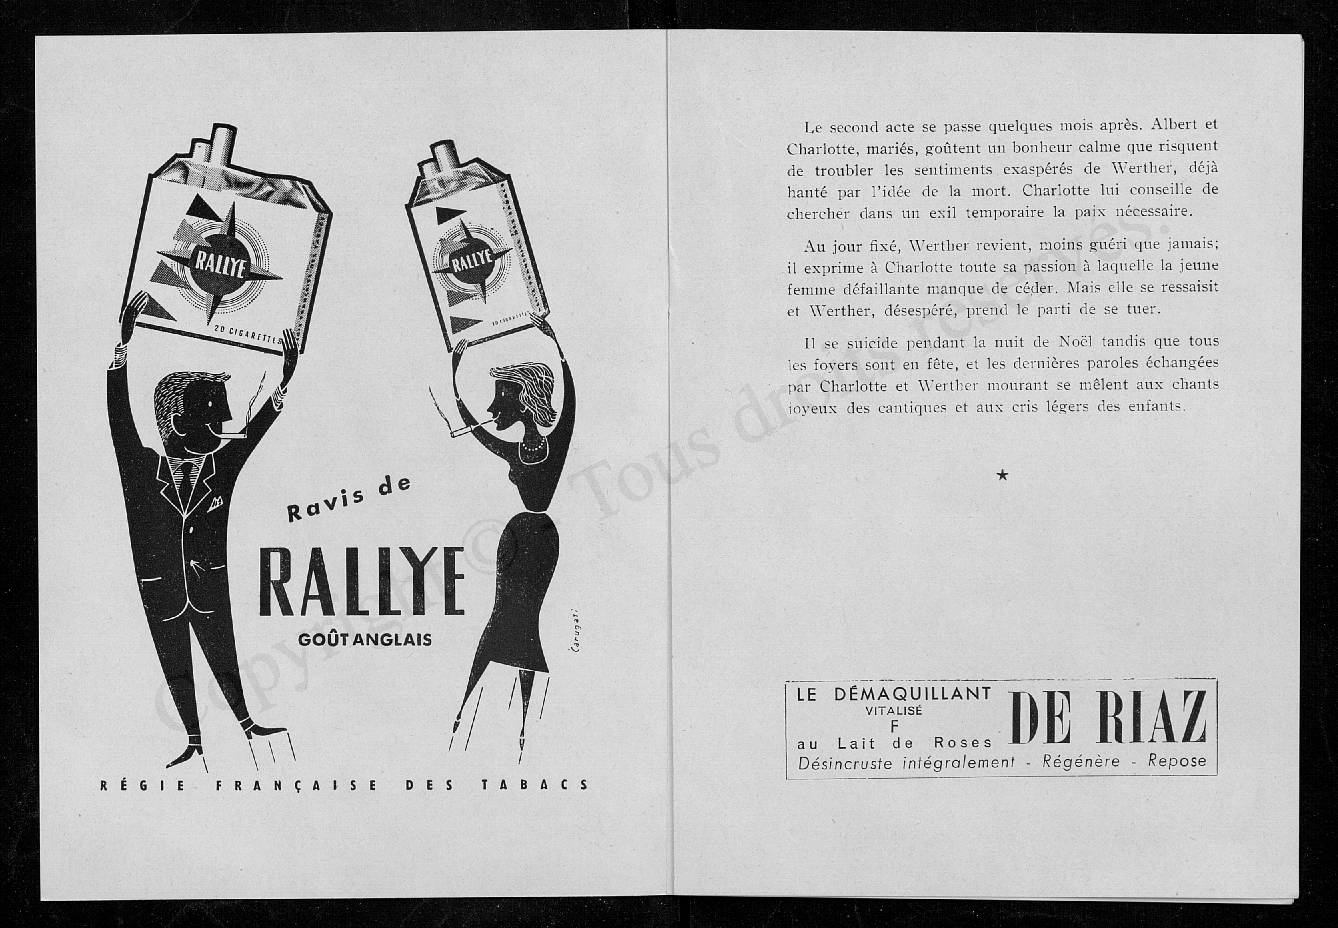 RALLYE
20 CIGARETTES
RALLYE
20 CIGARETTES
Ravis de
RALLYE
GOÛT ANGLAIS
Carugati
RÉGIE FRANÇAISE DES TABACS
Le second acte se passe quelques mois après. Albert et
Charlotte, mariés, goûtent un bonheur calme que risquent
de troubler les sentiments exaspérés de Werther, déjà
hanté par l'idée de la mort. Charlotte lui conseille de
chercher dans un exil temporaire la paix nécessaire.
Au jour fixé, Werther revient, moins guéri que jamais;
il exprime à Charlotte toute sa passion à laquelle la jeune
femme défaillante manque de céder. Mais elle se ressaisit
et Werther, désespéré, prend le parti de se tuer.
Il se suicide pendant la nuit de Noël tandis que tous
les foyers sont en fête, et les dernières paroles échangées
par Charlotte et Werther mourant se mêlent aux chants
joyeux des cantiques et aux cris légers des enfants.
LE DÉMAQUILLANT
VITALISÉ
F
au Lait de Roses
DE RIAZ
Désincruste intégralement - Régénère - Repose
Copyright © - Tous droits réservés.